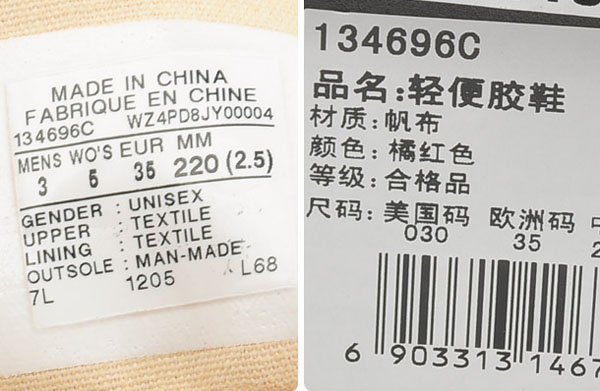 MADE IN CHINA
FABRIQUE EN CHINE
134696C WZ4PD8JY00004
MENS WO'S EUR MM
3 5 35 220 (2.5)
GENDER : UNISEX
UPPER : TEXTILE
LINING : TEXTILE
OUTSOLE : MAN-MADE
7L 1205 L68
134696C
品名:轻便胶鞋
材质:帆布
颜色:橘红色
等级:合格品
尺码:美国码 欧洲码
030 35
6 903313 1467